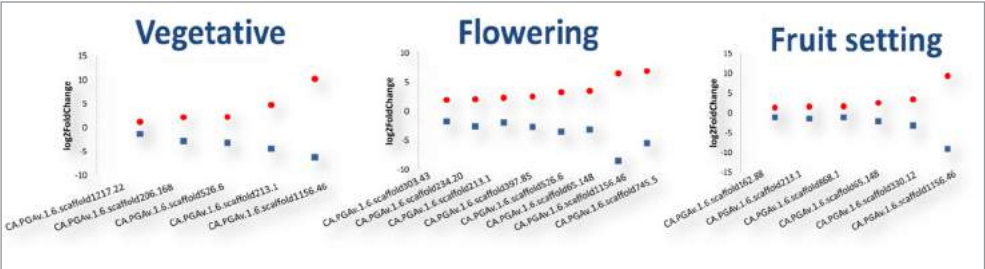 Vegetative
15
10
5
0
-5
-10
log2FoldChange
CA.PGAv.1.6.scaffold1217.22
CA.PGAv.1.6.scaffold206.168
CA.PGAv.1.6.scaffold526.6
CA.PGAv.1.6.scaffold213.1
CA.PGAv.1.6.scaffold1156.46
Flowering
10
5
0
-5
-10
log2FoldChange
CA.PGAv.1.6.scaffold303.43
CA.PGAv.1.6.scaffold234.20
CA.PGAv.1.6.scaffold213.1
CA.PGAv.1.6.scaffold397.85
CA.PGAv.1.6.scaffold526.6
CA.PGAv.1.6.scaffold65.148
CA.PGAv.1.6.scaffold1156.46
CA.PGAv.1.6.scaffold745.5
Fruit setting
15
10
5
0
-5
-10
-15
log2FoldChange
CA.PGAv.1.6.scaffold162.88
CA.PGAv.1.6.scaffold213.1
CA.PGAv.1.6.scaffold868.1
CA.PGAv.1.6.scaffold65.148
CA.PGAv.1.6.scaffold530.12
CA.PGAv.1.6.scaffold1156.46